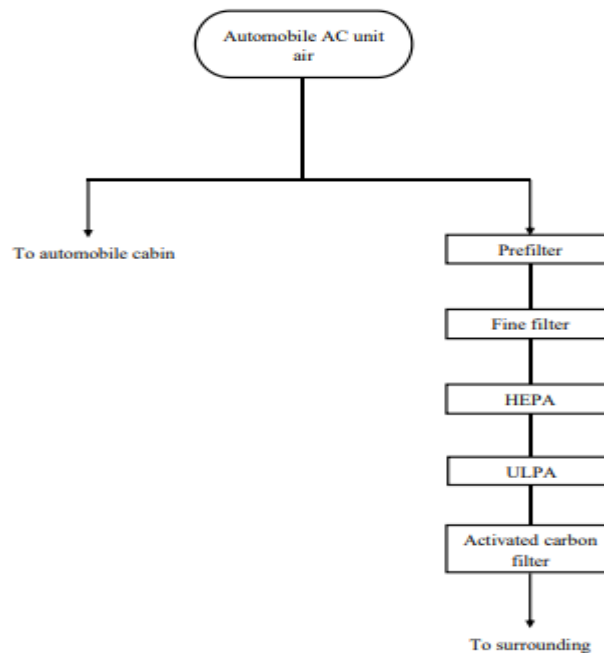 Automobile AC unit
air
To automobile cabin
Prefilter
Fine filter
HEPA
ULPA
Activated carbon
filter
To surrounding